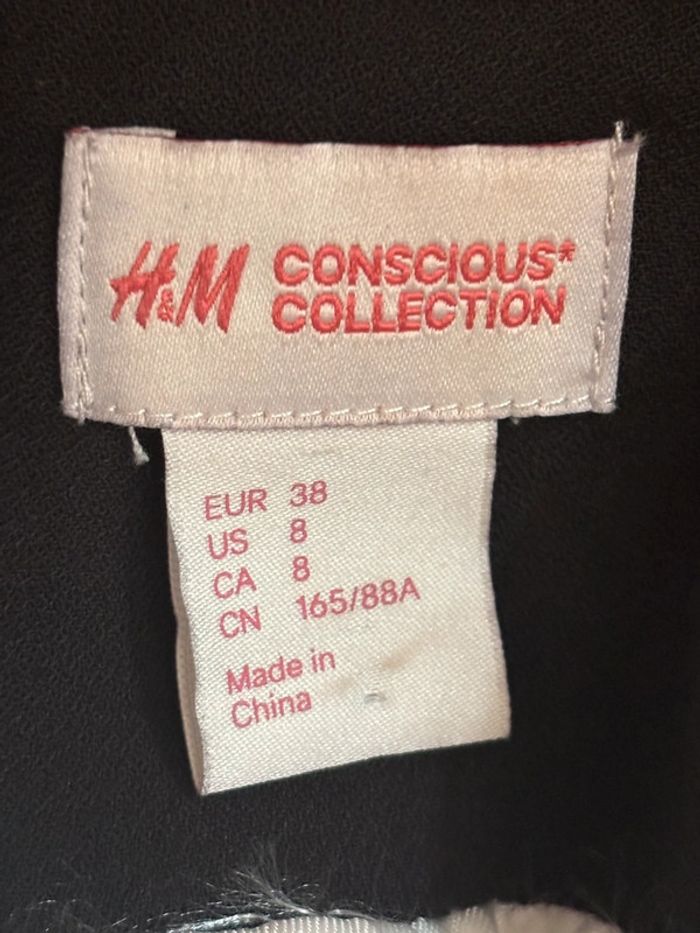 H&M CONSCIOUS*
COLLECTION
EUR 38
US 8
CA 8
CN 165/88A
Made in
China